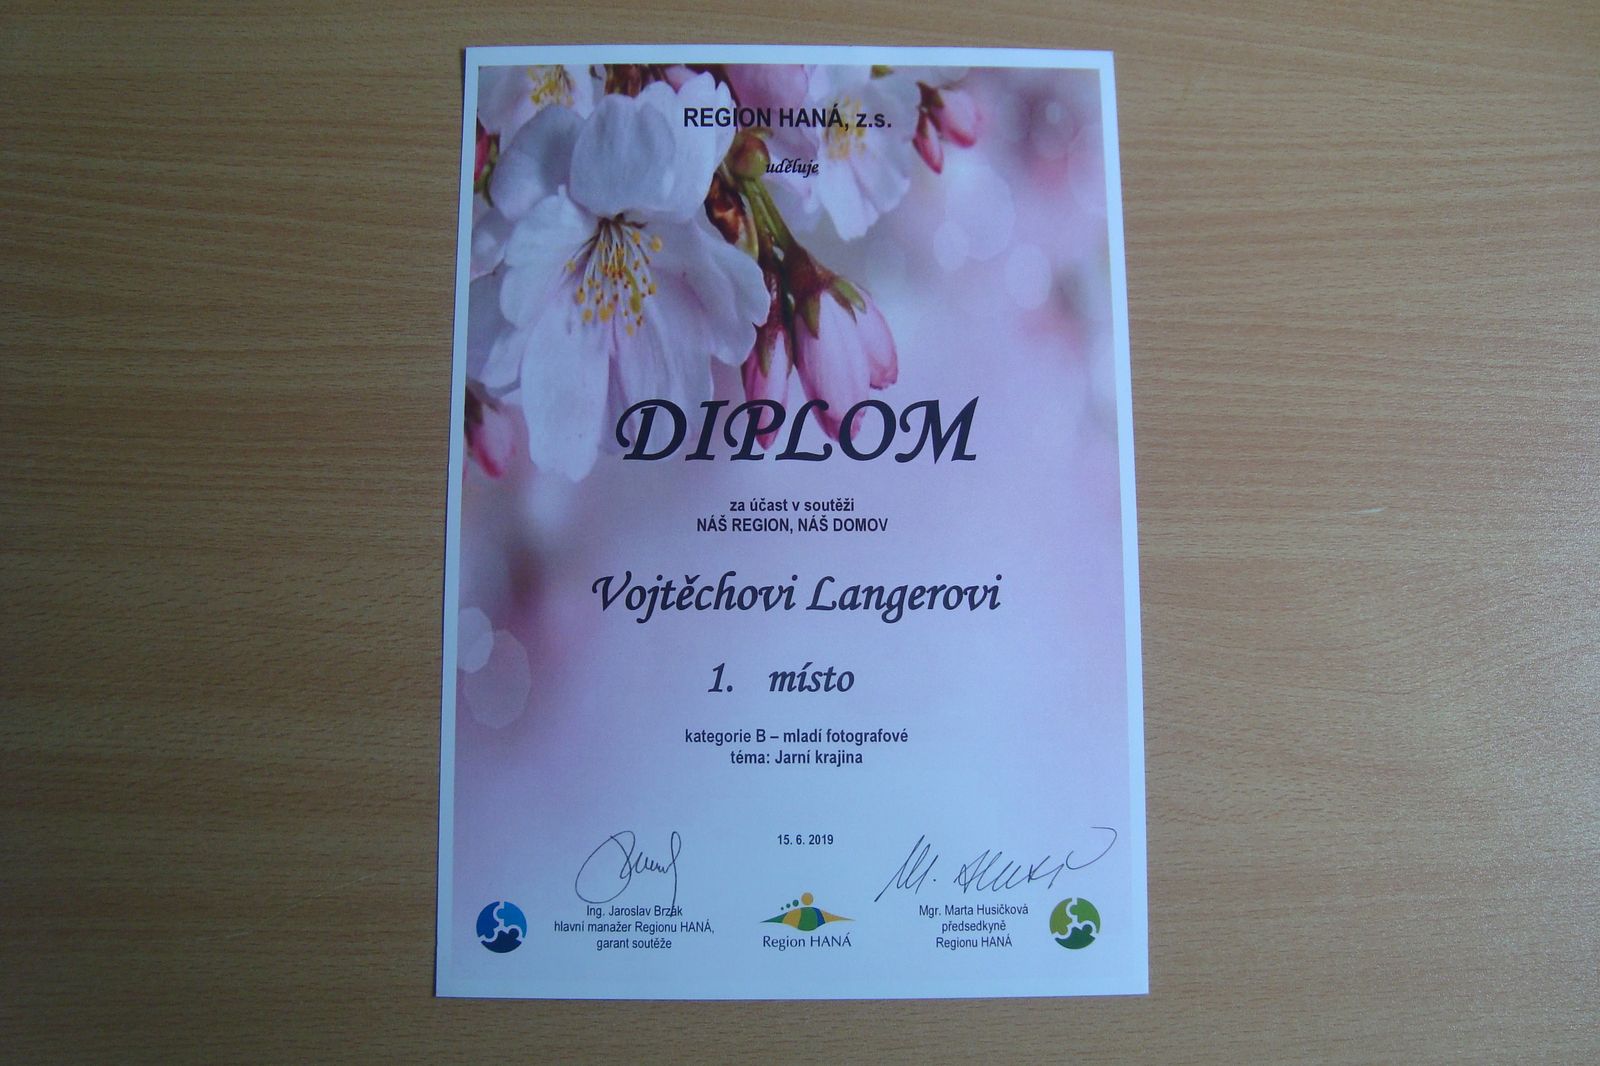 REGION HANÁ, z.s.
uděluje
DIPLOM
za účast v soutěži
NÁŠ REGION, NÁŠ DOMOV
Vojtěchovi Langerovi
1. místo
kategorie B – mladí fotografové
téma: Jarní krajina
15. 6. 2019
Ing. Jaroslav Brzák
hlavní manažer Regionu HANÁ,
garant soutěže
Region HANÁ
Mgr. Marta Husičková
předsedkyně
Regionu HANÁ